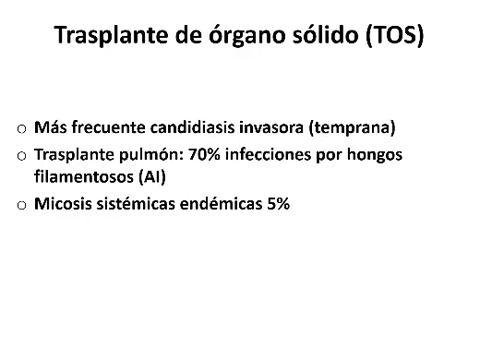 Trasplante de órgano sólido (TOS)
o Más frecuente candidiasis invasora (temprana)
o Trasplante pulmón: 70% infecciones por hongos
filamentosos (AI)
o Micosis sistémicas endémicas 5%